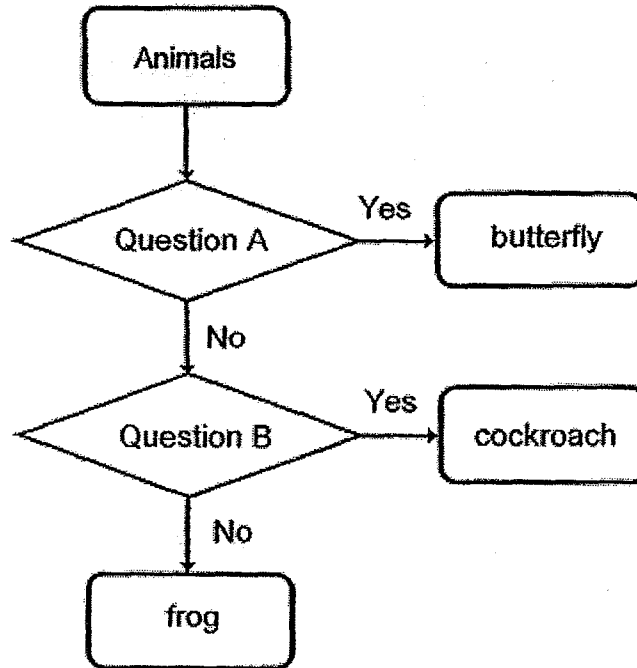 Animals
Question A
Yes
butterfly
No
Question B
Yes
cockroach
No
frog